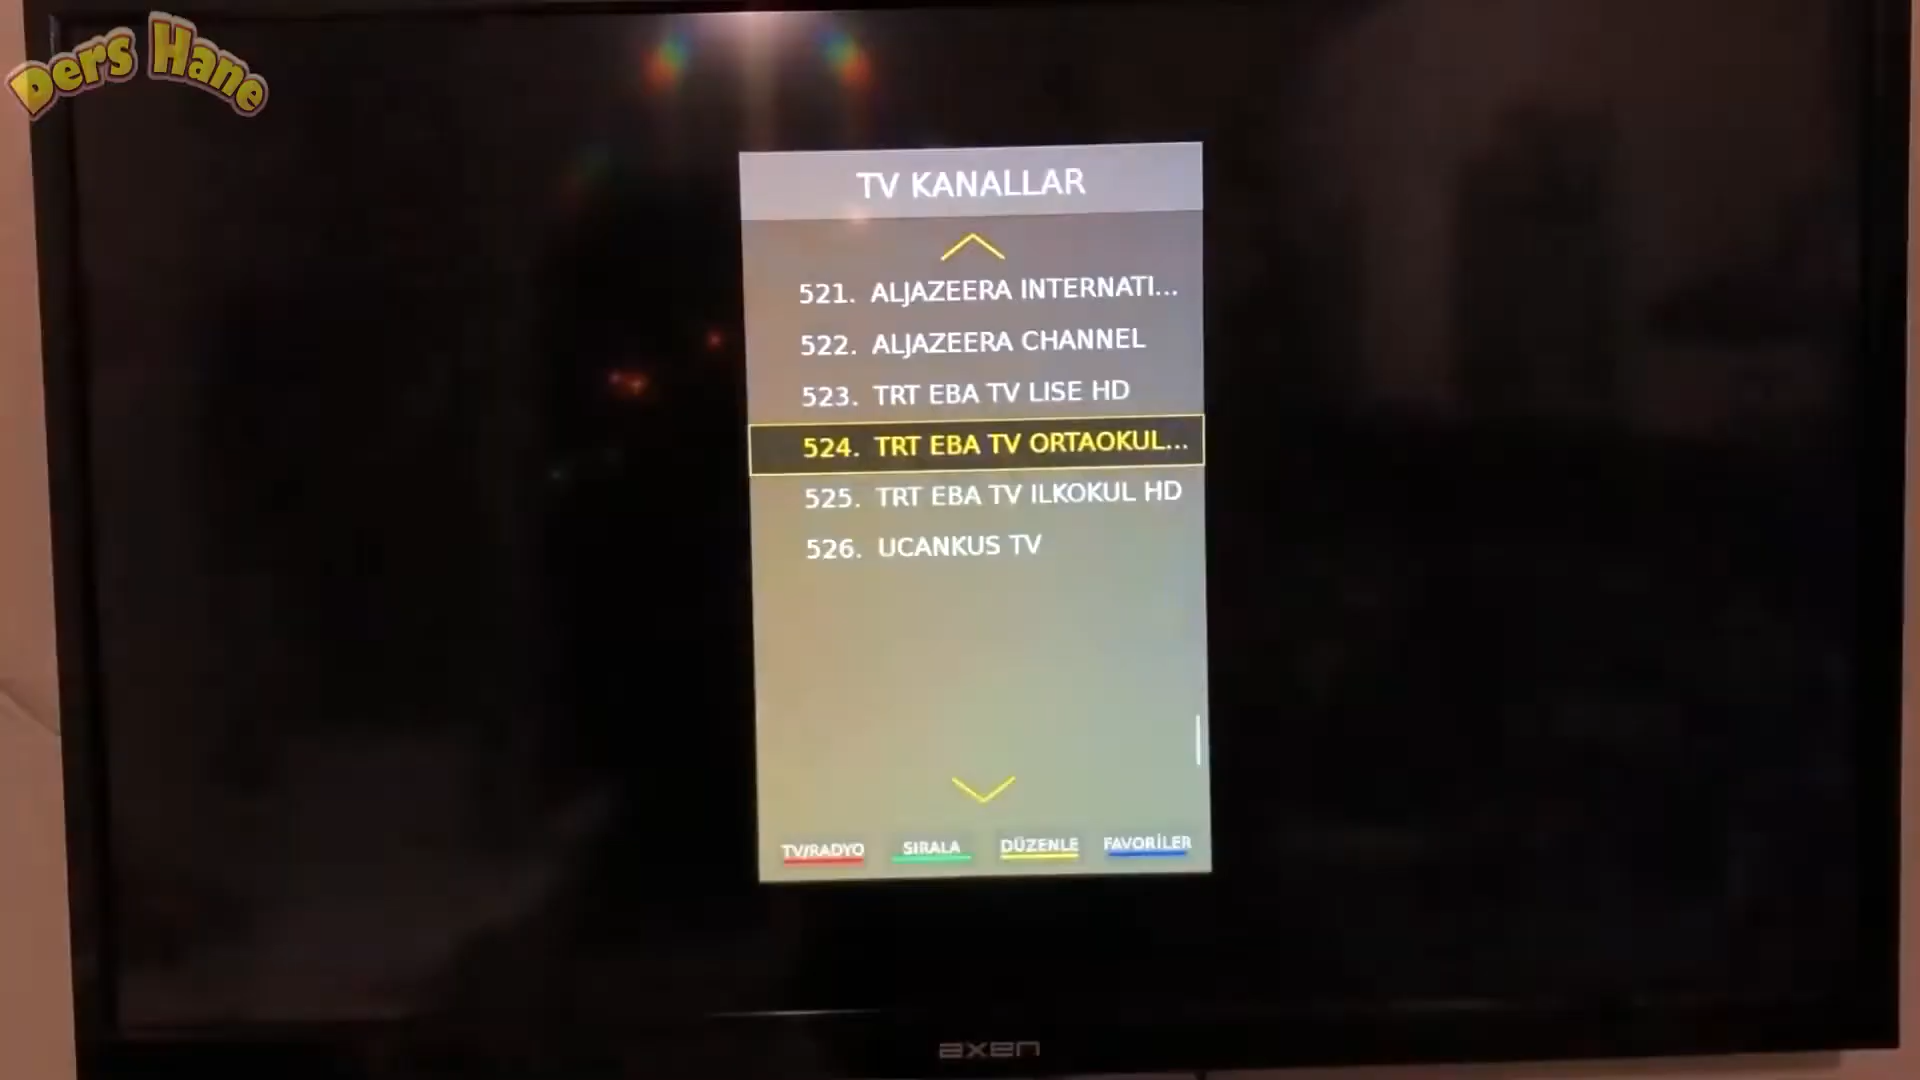 Ders Hane
TV KANALLAR
521. ALJAZEERA INTERNATI...
522. ALJAZEERA CHANNEL
523. TRT EBA TV LISE HD
524. TRT EBA TV ORTAOKUL...
525. TRT EBA TV ILKOKUL HD
526. UCANKUS TV
TV/RADYO SIRALA DÜZENLE FAVORİLER
axen